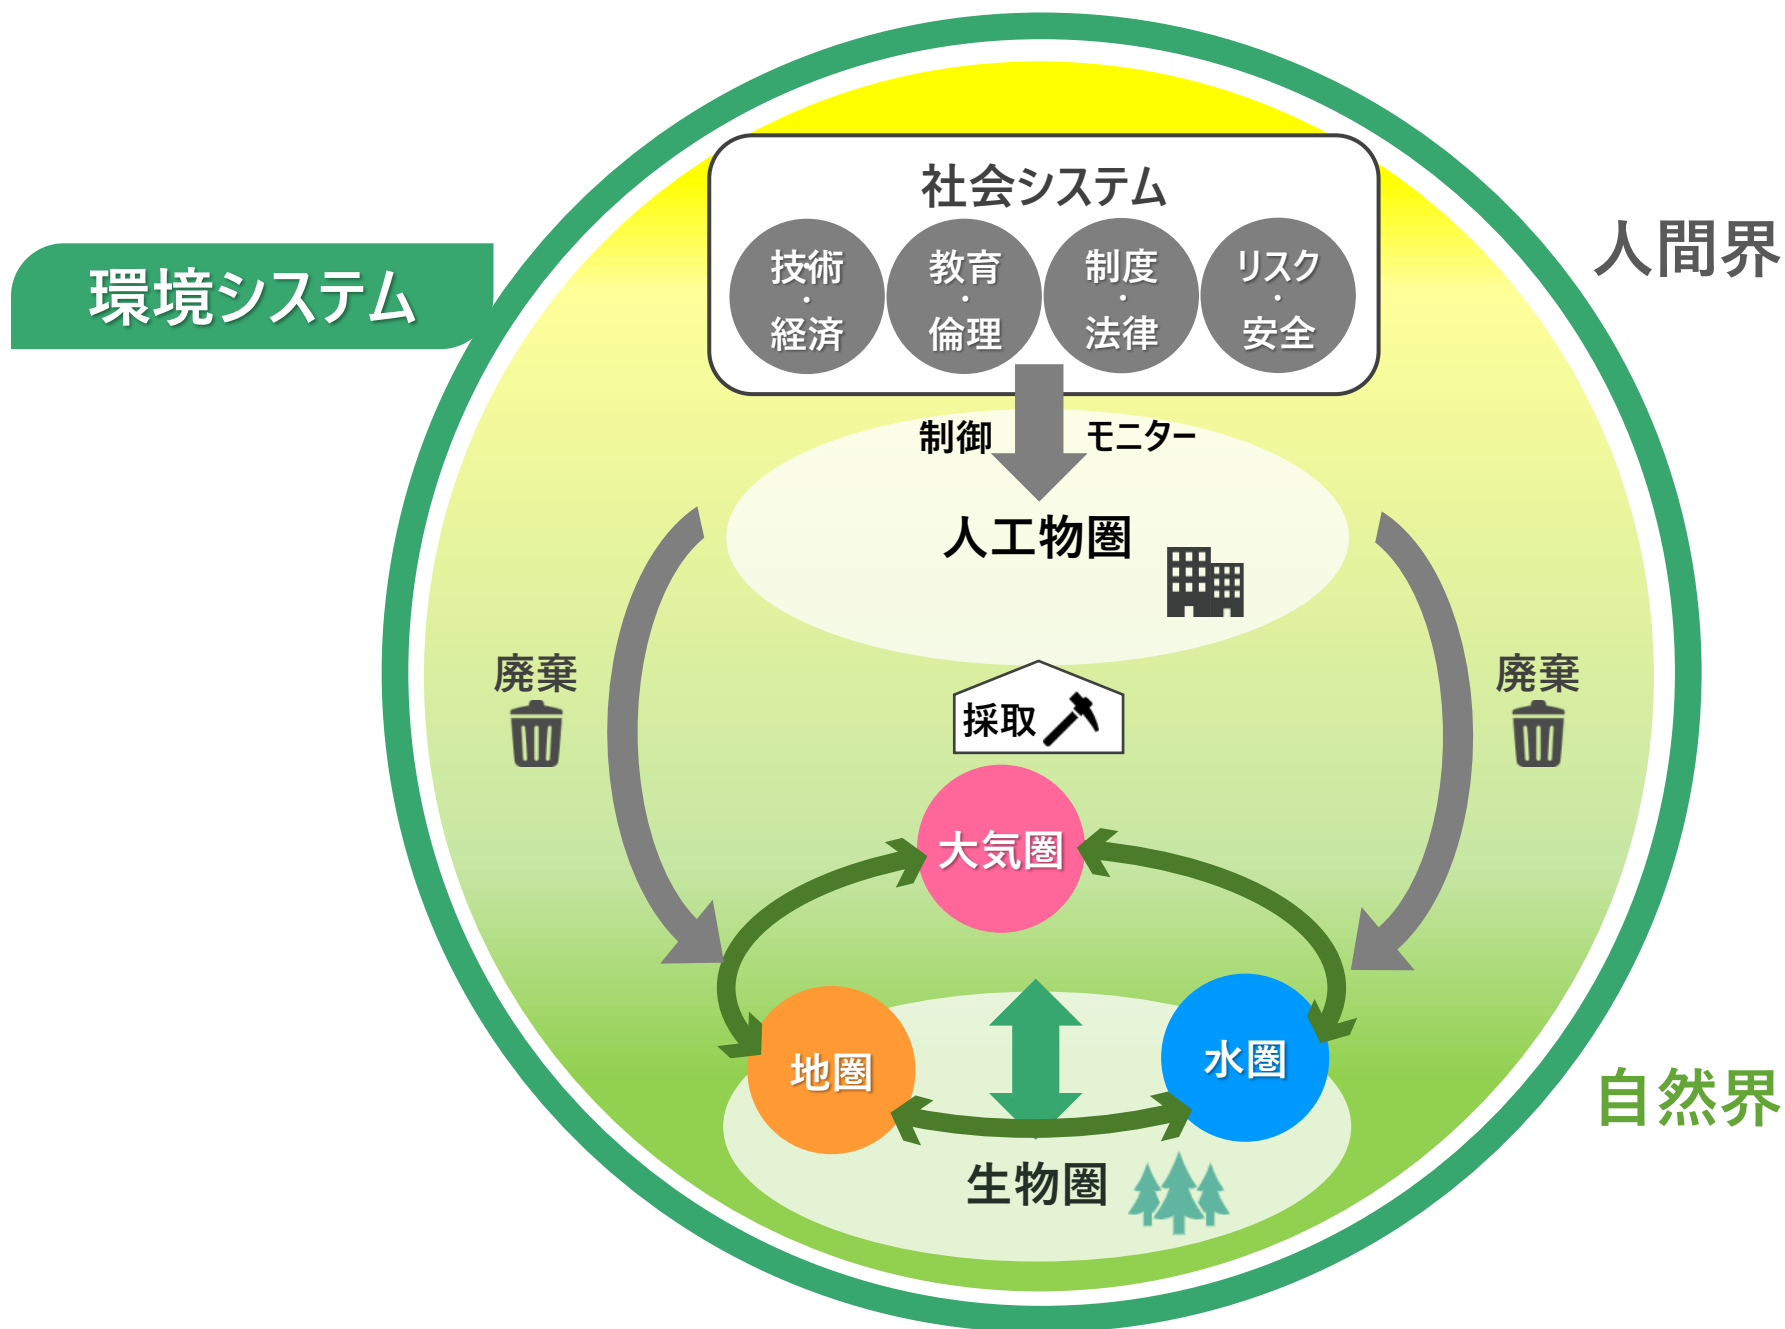 社会システム
技術
・
経済
教育
・
倫理
制度
・
法律
リスク
・
安全
人間界
環境システム
制御
モニター
人工物圏
廃棄
廃棄
採取
大気圏
地圏
水圏
自然界
生物圏